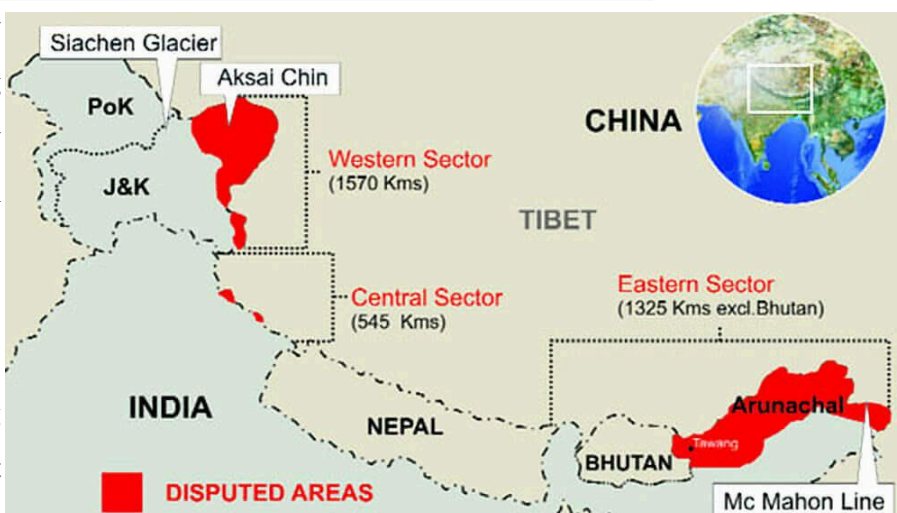 Siachen Glacier
Aksai Chin
PoK
CHINA
Western Sector
(1570 Kms)
J&K
TIBET
Eastern Sector
(1325 Kms excl.Bhutan)
Central Sector
(545 Kms)
INDIA
NEPAL
Arunachal
Tawang
BHUTAN
DISPUTED AREAS
Mc Mahon Line